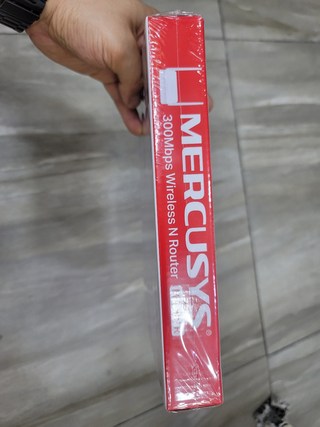 MERCUSYS®
300Mbps Wireless N Router